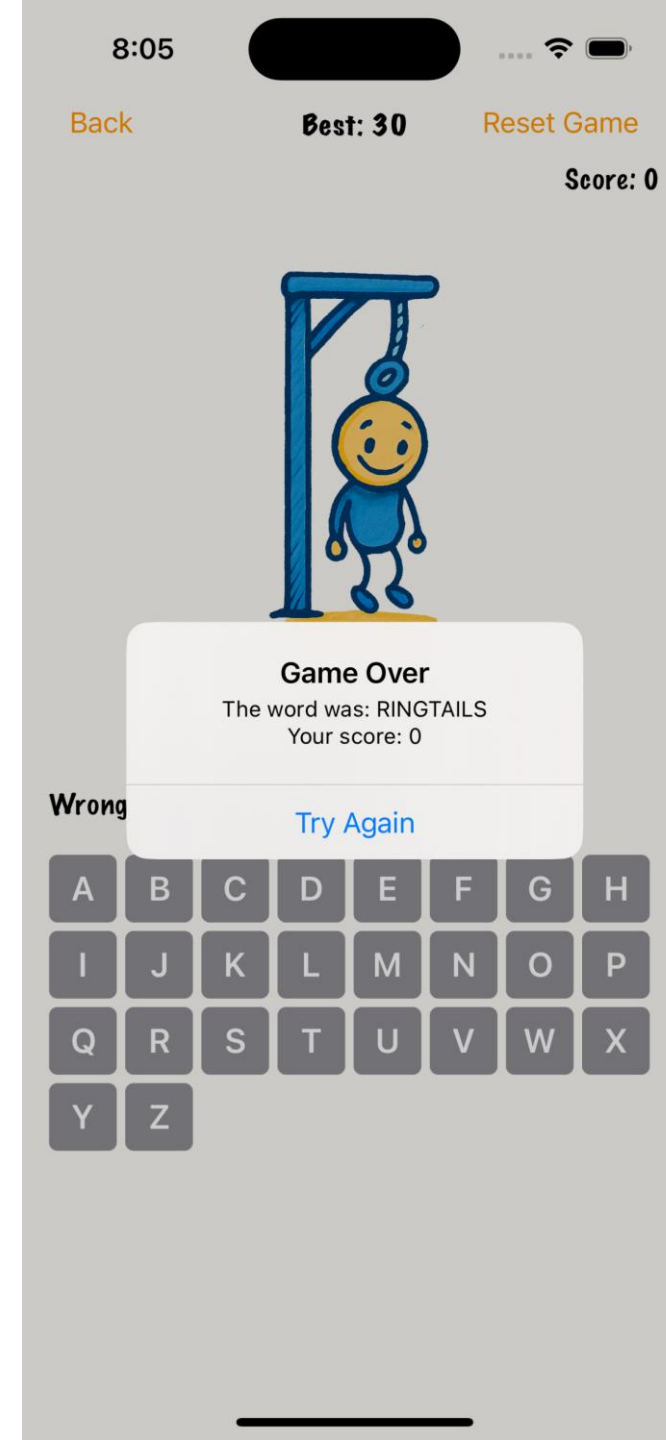 8:05
Back Best: 30 Reset Game
Score: 0
Game Over
The word was: RINGTAILS
Your score: 0
Wrong
Try Again
A B C D E F G H
I J K L M N O P
Q R S T U V W X
Y Z